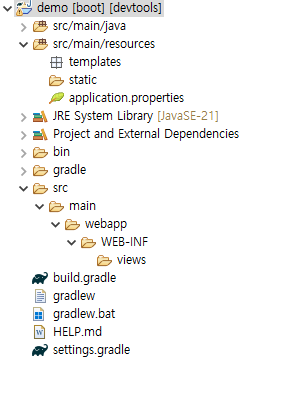 demo [boot] [devtools]
src/main/java
src/main/resources
templates
static
application.properties
JRE System Library [JavaSE-21]
Project and External Dependencies
bin
gradle
src
main
webapp
WEB-INF
views
build.gradle
gradlew
gradlew.bat
HELP.md
settings.gradle